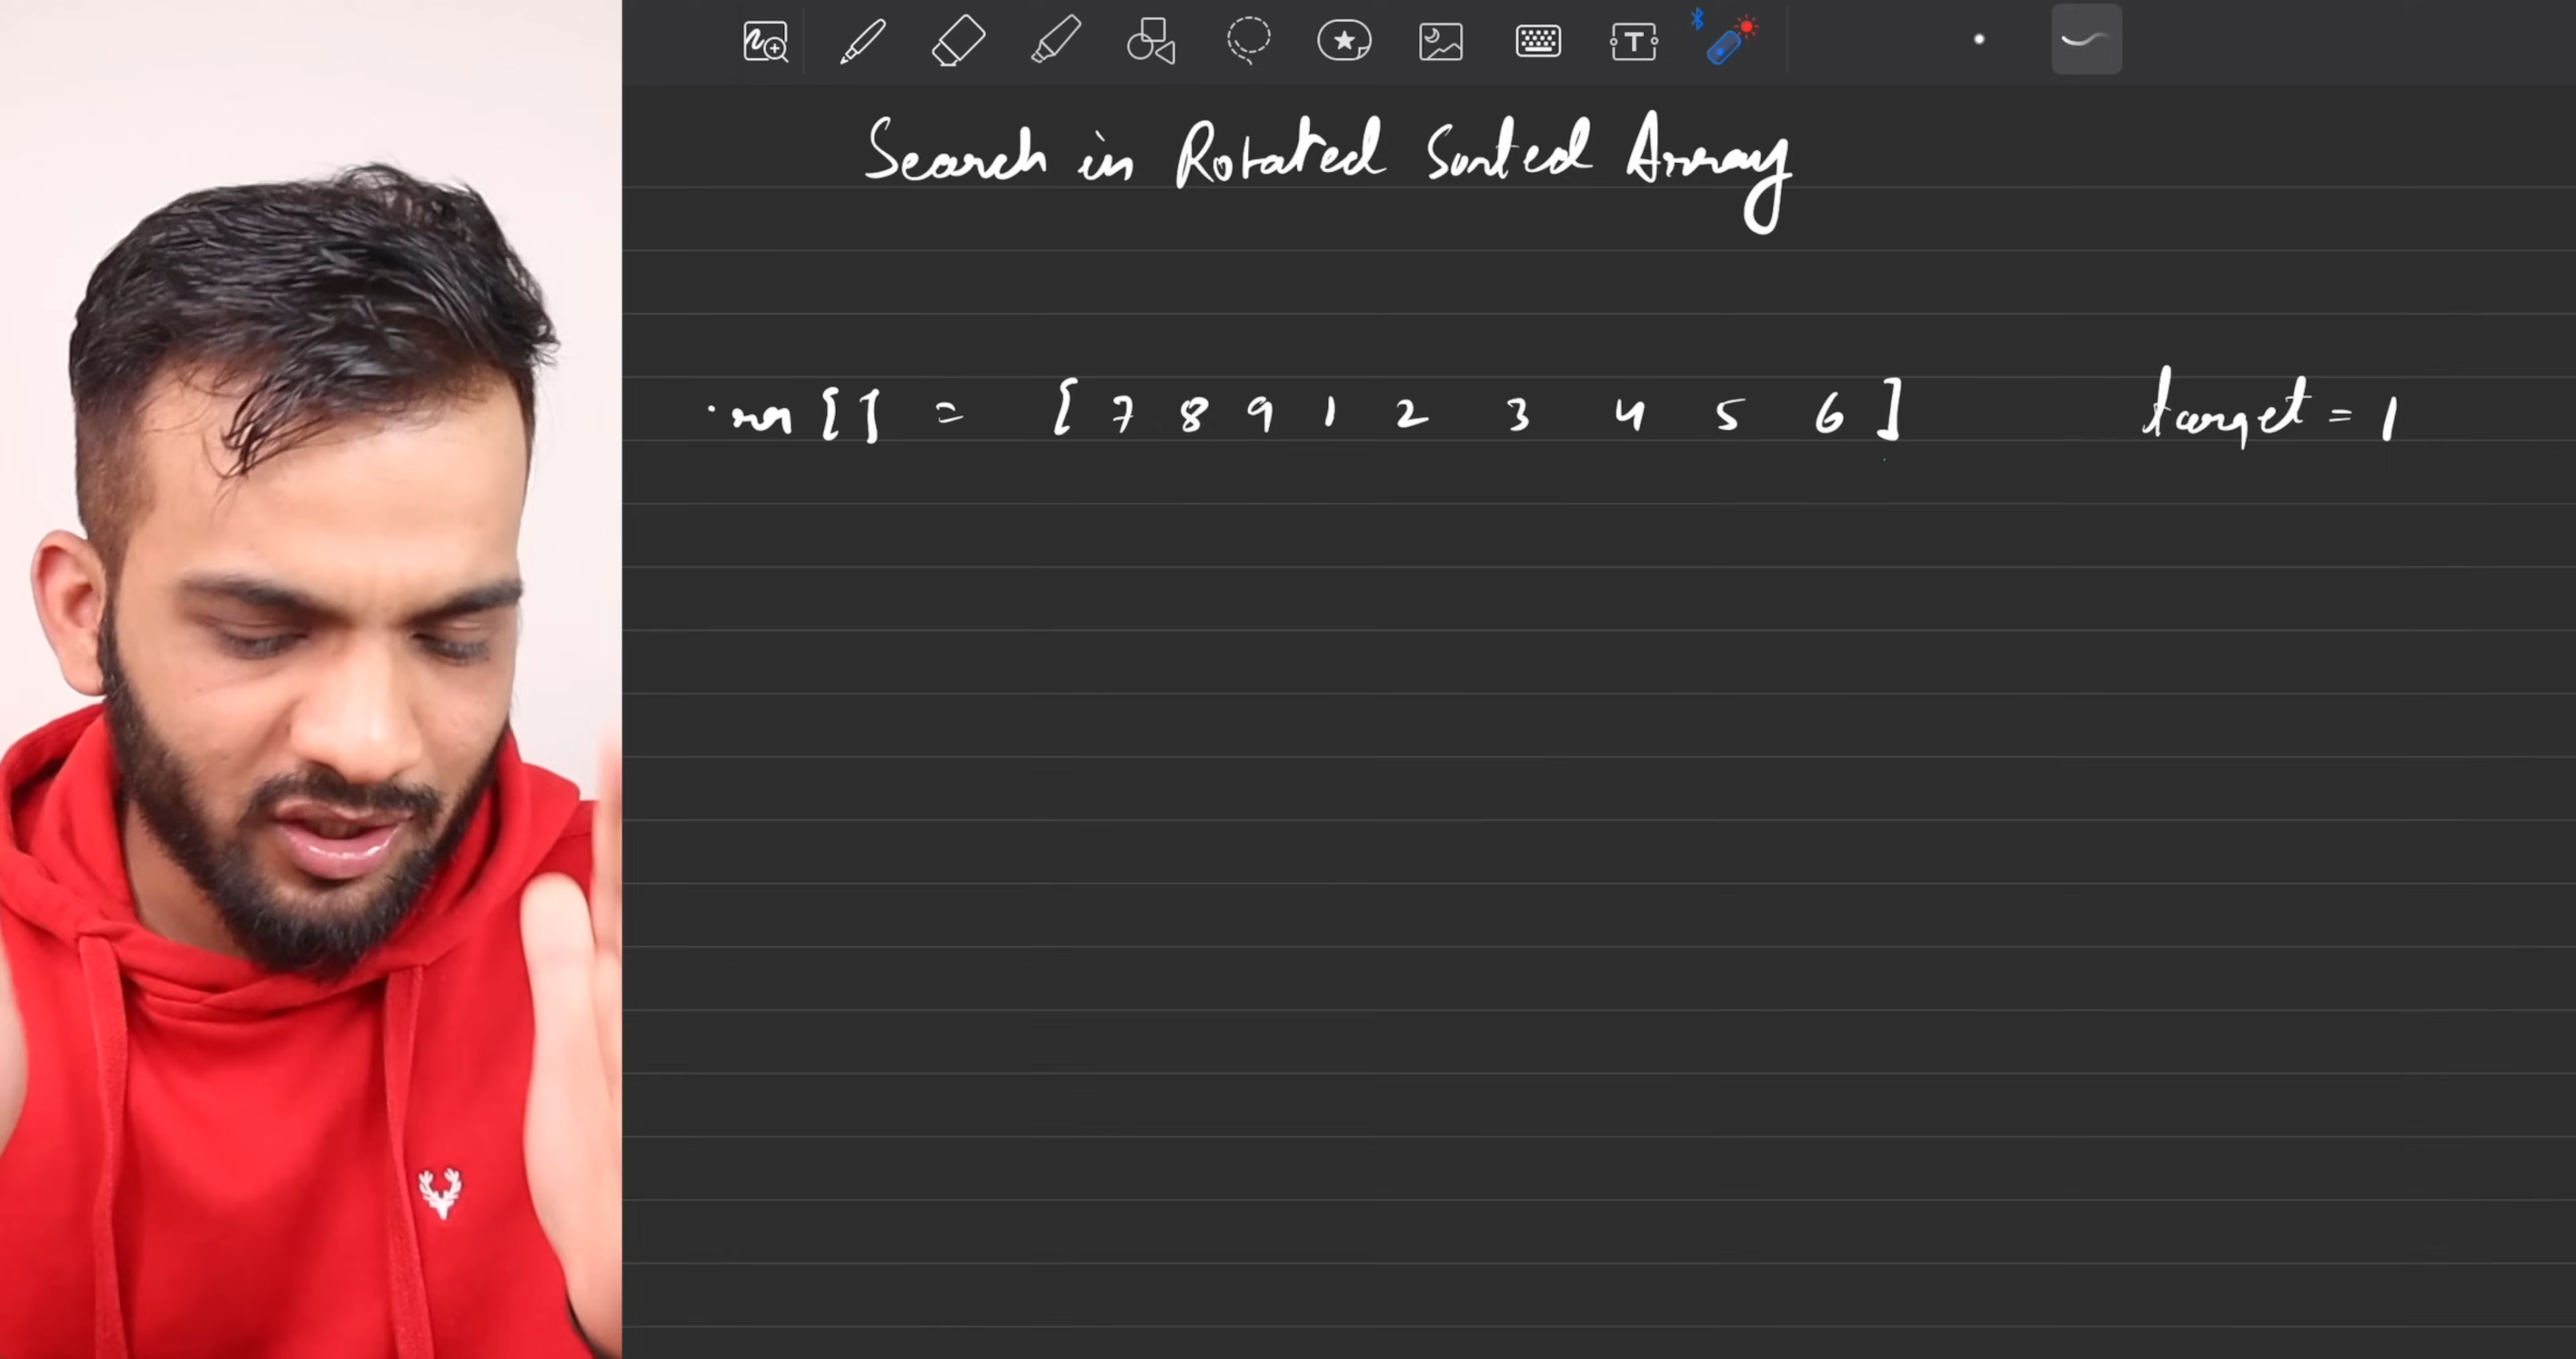 Search in Rotated Sorted Array
arr[] = [ 7 8 9 1 2 3 4 5 6 ] target = 1